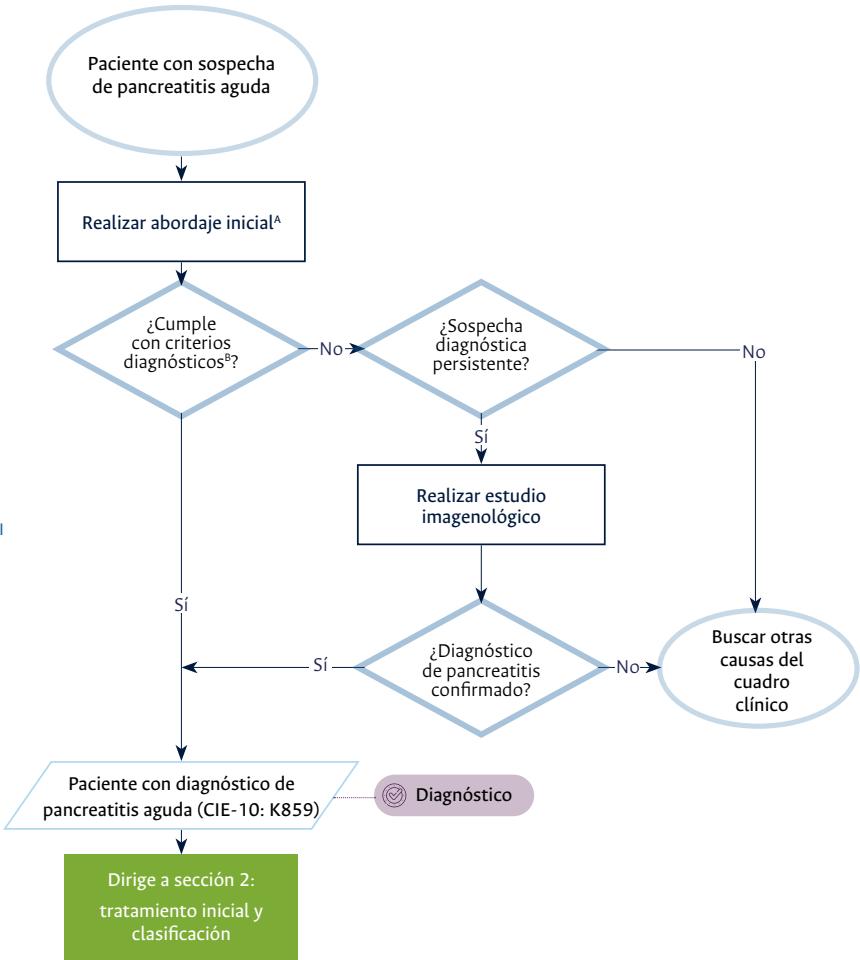 Paciente con sospecha
de pancreatitis aguda
Realizar abordaje inicialᴬ
¿Cumple
con criterios
diagnósticosᴮ?
No
¿Sospecha
diagnóstica
persistente?
No
Sí
Realizar estudio
imagenológico
Sí
¿Diagnóstico
de pancreatitis
confirmado?
Sí
No
Buscar otras
causas del
cuadro
clínico
Paciente con diagnóstico de
pancreatitis aguda (CIE-10: K859)
Diagnóstico
Dirige a sección 2:
tratamiento inicial y
clasificación